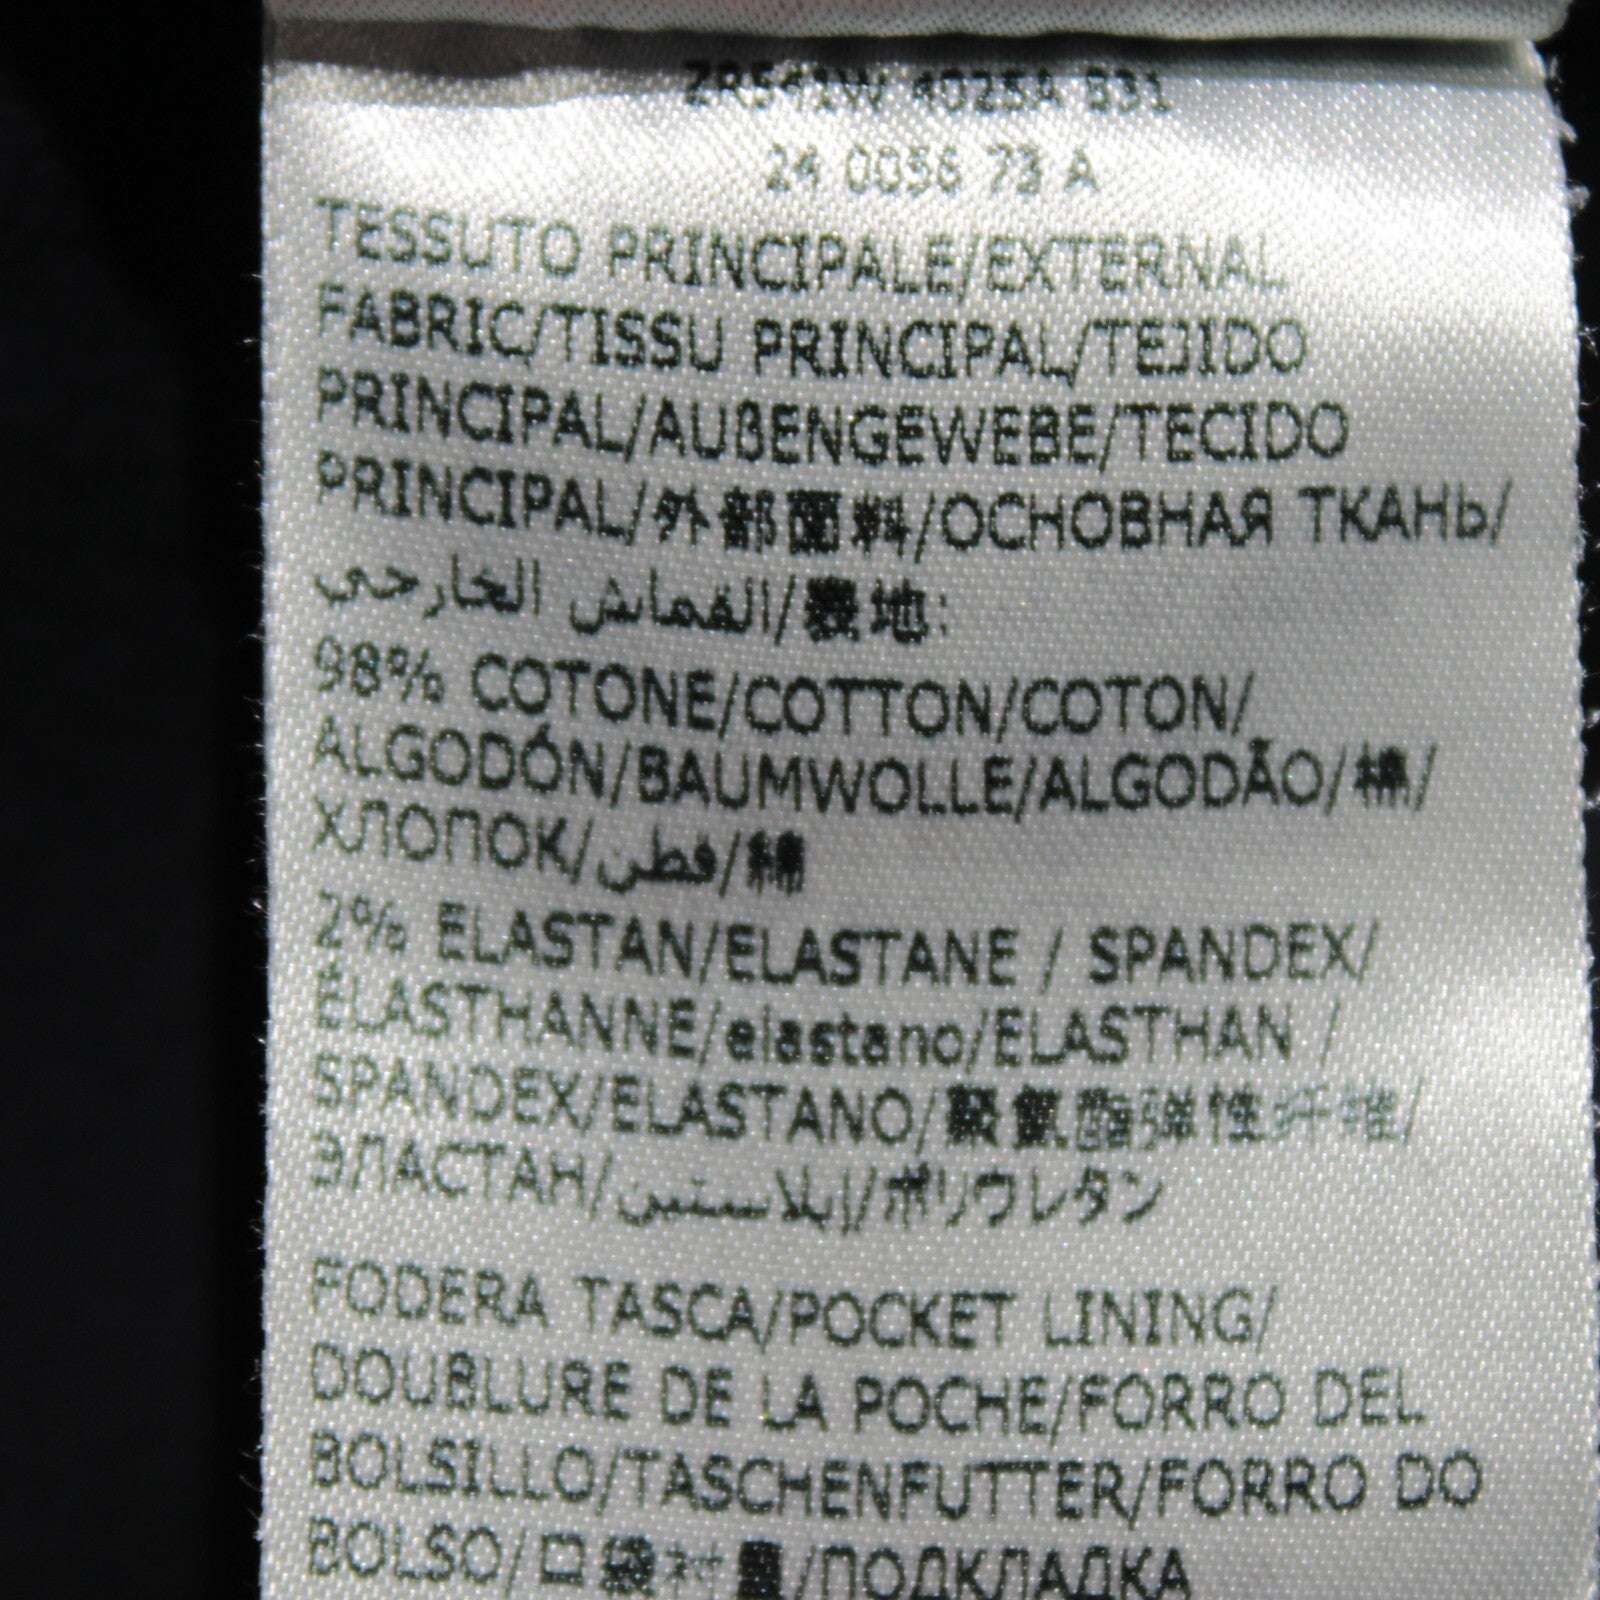 ZR541W 4025A 831
24 0056 73 A
TESSUTO PRINCIPALE/EXTERNAL
FABRIC/TISSU PRINCIPAL/TEJIDO
PRINCIPAL/AUßENGEWEBE/TECIDO
PRINCIPAL/外部面料/ОСНОВНАЯ ТКАНЬ/
القماش الخارجي/表地:
98% COTONE/COTTON/COTON/
ALGODÓN/BAUMWOLLE/ALGODÃO/棉/
ХЛОПОК/قطن/綿
2% ELASTAN/ELASTANE / SPANDEX/
ÉLASTHANNE/elastano/ELASTHAN /
SPANDEX/ELASTANO/聚氨酯弹性纤维/
ЭЛАСТАН/إيلاستين/ポリウレタン
FODERA TASCA/POCKET LINING/
DOUBLURE DE LA POCHE/FORRO DEL
BOLSILLO/TASCHENFUTTER/FORRO DO
BOLSO/口袋衬里/ПОДКЛАДКА